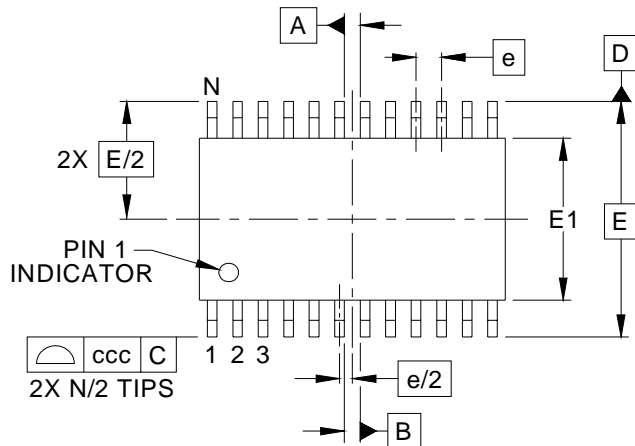 A
e
D
N
2X E/2
E1
E
PIN 1
INDICATOR
ccc C
1 2 3
2X N/2 TIPS
e/2
B